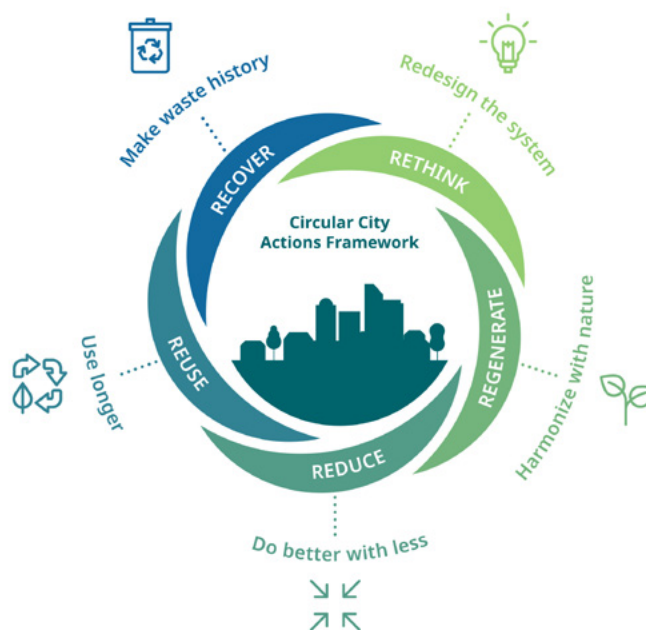 Circular City
Actions Framework
RETHINK
Redesign the system
REGENERATE
Harmonize with nature
REDUCE
Do better with less
REUSE
Use longer
RECOVER
Make waste history